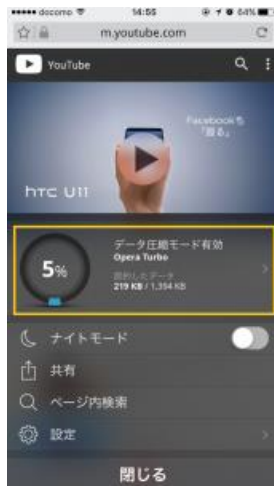 docomo 14:55 64%
m.youtube.com
YouTube
Facebookを
「握る」
htc U11
データ圧縮モード有効
Opera Turbo
5%
節約したデータ
219 KB / 1,394 KB
ナイトモード
共有
ページ内検索
設定
閉じる